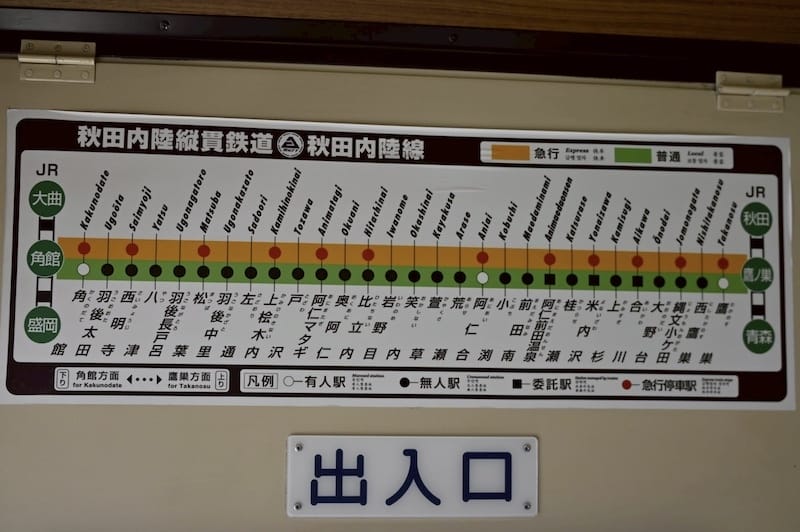 秋田内陸縦貫鉄道 秋田内陸線
急行 Express
普通 Local
JR
大曲
角館
盛岡
Kakunodate
Ugoōta
Saimyoji
Yatsu
Ugonagatoro
Matsuba
Ugonakazato
Sadoori
Kamihinokinai
Tozawa
Animatagi
Okuani
Hitachinai
Iwanome
Okashinai
Kayakusa
Arase
Aniai
Kobuchi
Maedaminami
Animaedaonsen
Katsurase
Yonaizawa
Kamisugi
Aikawa
Ōnodai
Jomonogata
Nishitakanosu
Takanosu
角館
羽後太田
西明寺
八津
羽後長戸呂
松葉
羽後中里
左通
上桧木内
戸沢
阿仁マタギ
奥阿仁
比立内
岩野目
笑内
萱草
荒瀬
阿仁合
小渕
前田南
阿仁前田温泉
桂瀬
米内沢
上杉
合川
大野台
縄文小ヶ田
西鷹巣
鷹巣
JR
秋田
鷹ノ巣
青森
下り 角館方面 for Kakunodate
鷹巣方面 for Takanosu 上り
凡例 有人駅 無人駅 委託駅 急行停車駅
出入口